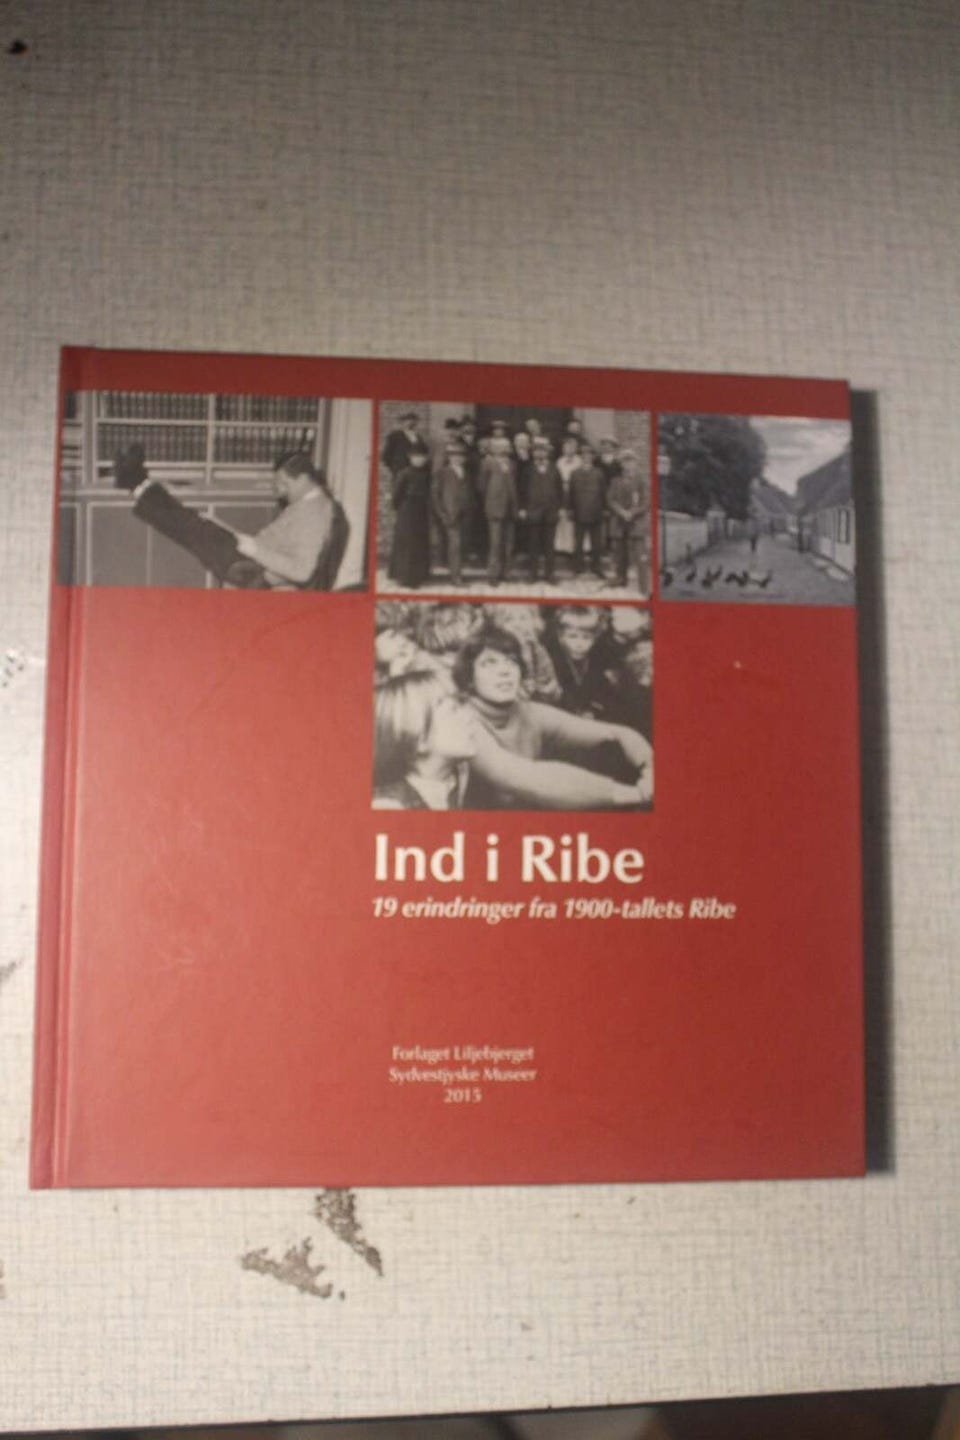 Ind i Ribe
19 erindringer fra 1900-tallets Ribe
Forlaget Liljebjerget
Sydvestjyske Museer
2015